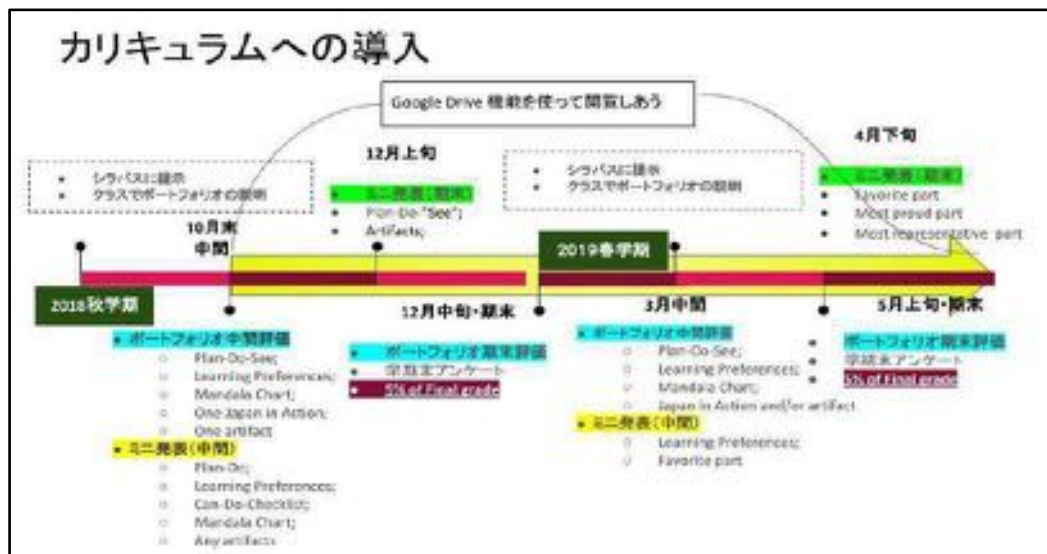 カリキュラムへの導入
Google Drive 機能を使って閲覧しあう
12月上旬
4月下旬
• シラバスに提示
• クラスでポートフォリオの説明
• シラバスに提示
• クラスでポートフォリオの説明
• ミニ発表(期末)
• Plan-Do-"See";
• Artifacts;
• ミニ発表(期末)
• Favorite part
• Most proud part
• Most representative part
10月末
中間
2019春学期
2018秋学期
12月中旬・期末
3月中間
5月上旬・期末
• ポートフォリオ中間評価
○ Plan-Do-See;
○ Learning Preferences;
○ Mandala Chart;
○ One Japan in Action;
○ One artifact
• ミニ発表(中間)
○ Plan-Do;
○ Learning Preferences;
○ Can-Do-Checklist;
○ Mandala Chart;
○ Any artifacts
• ポートフォリオ期末評価
• 学期末アンケート
• 5% of Final grade
• ポートフォリオ中間評価
○ Plan-Do-See;
○ Learning Preferences;
○ Mandala Chart;
○ Japan in Action and/or artifact
• ミニ発表(中間)
○ Learning Preferences;
○ Favorite part
• ポートフォリオ期末評価
• 学期末アンケート
• 5% of Final grade